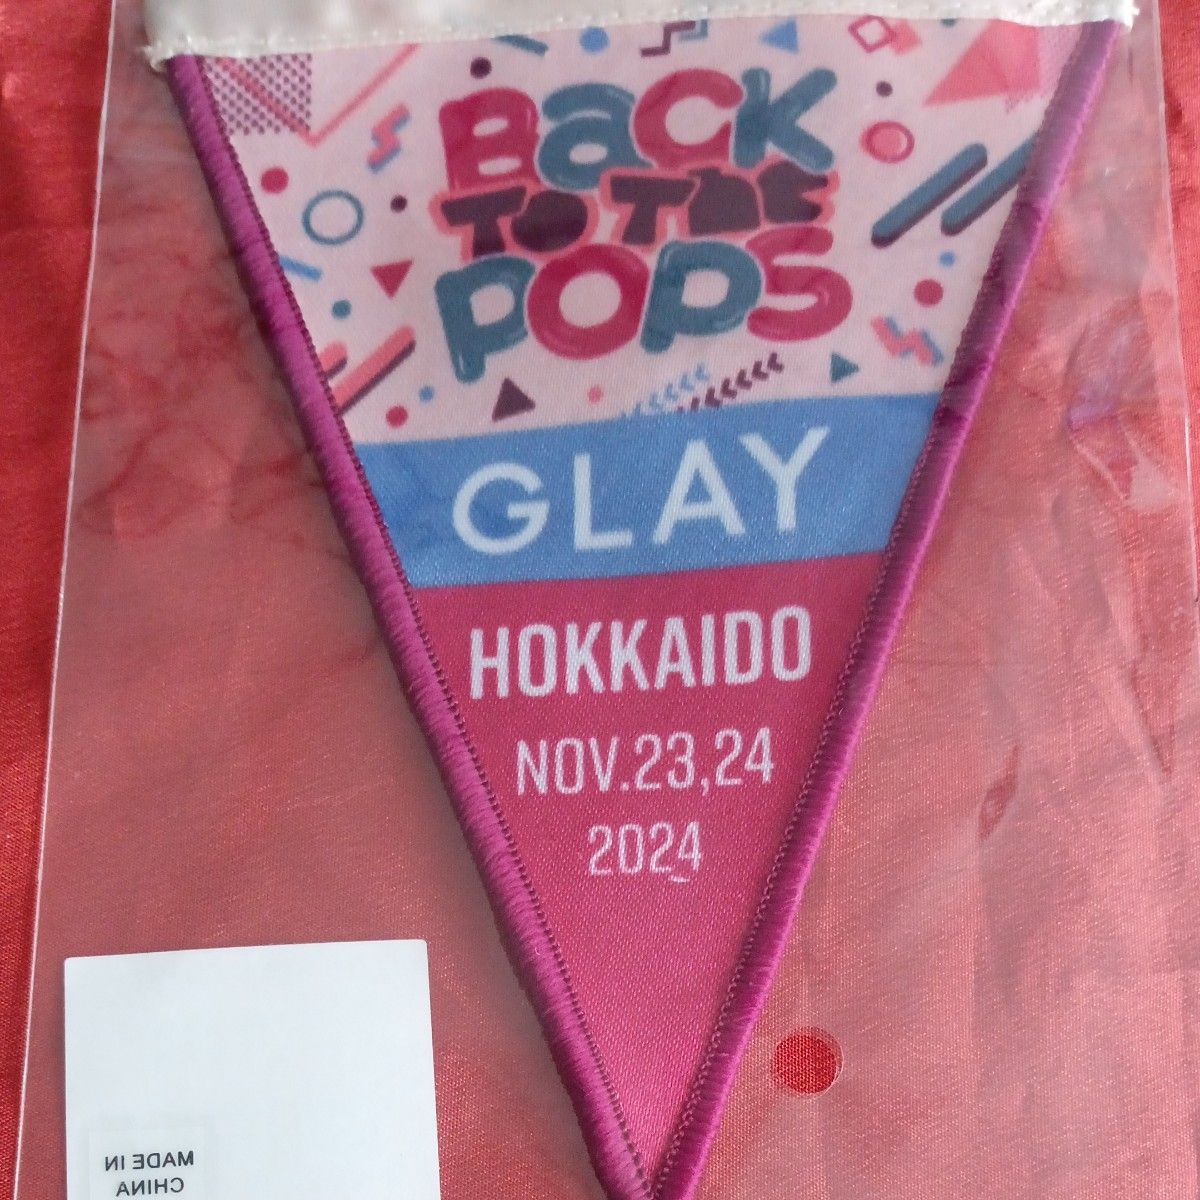 BaCK
TO THE
POPS
GLAY
HOKKAIDO
NOV.23,24
2024
MADE IN
CHINA